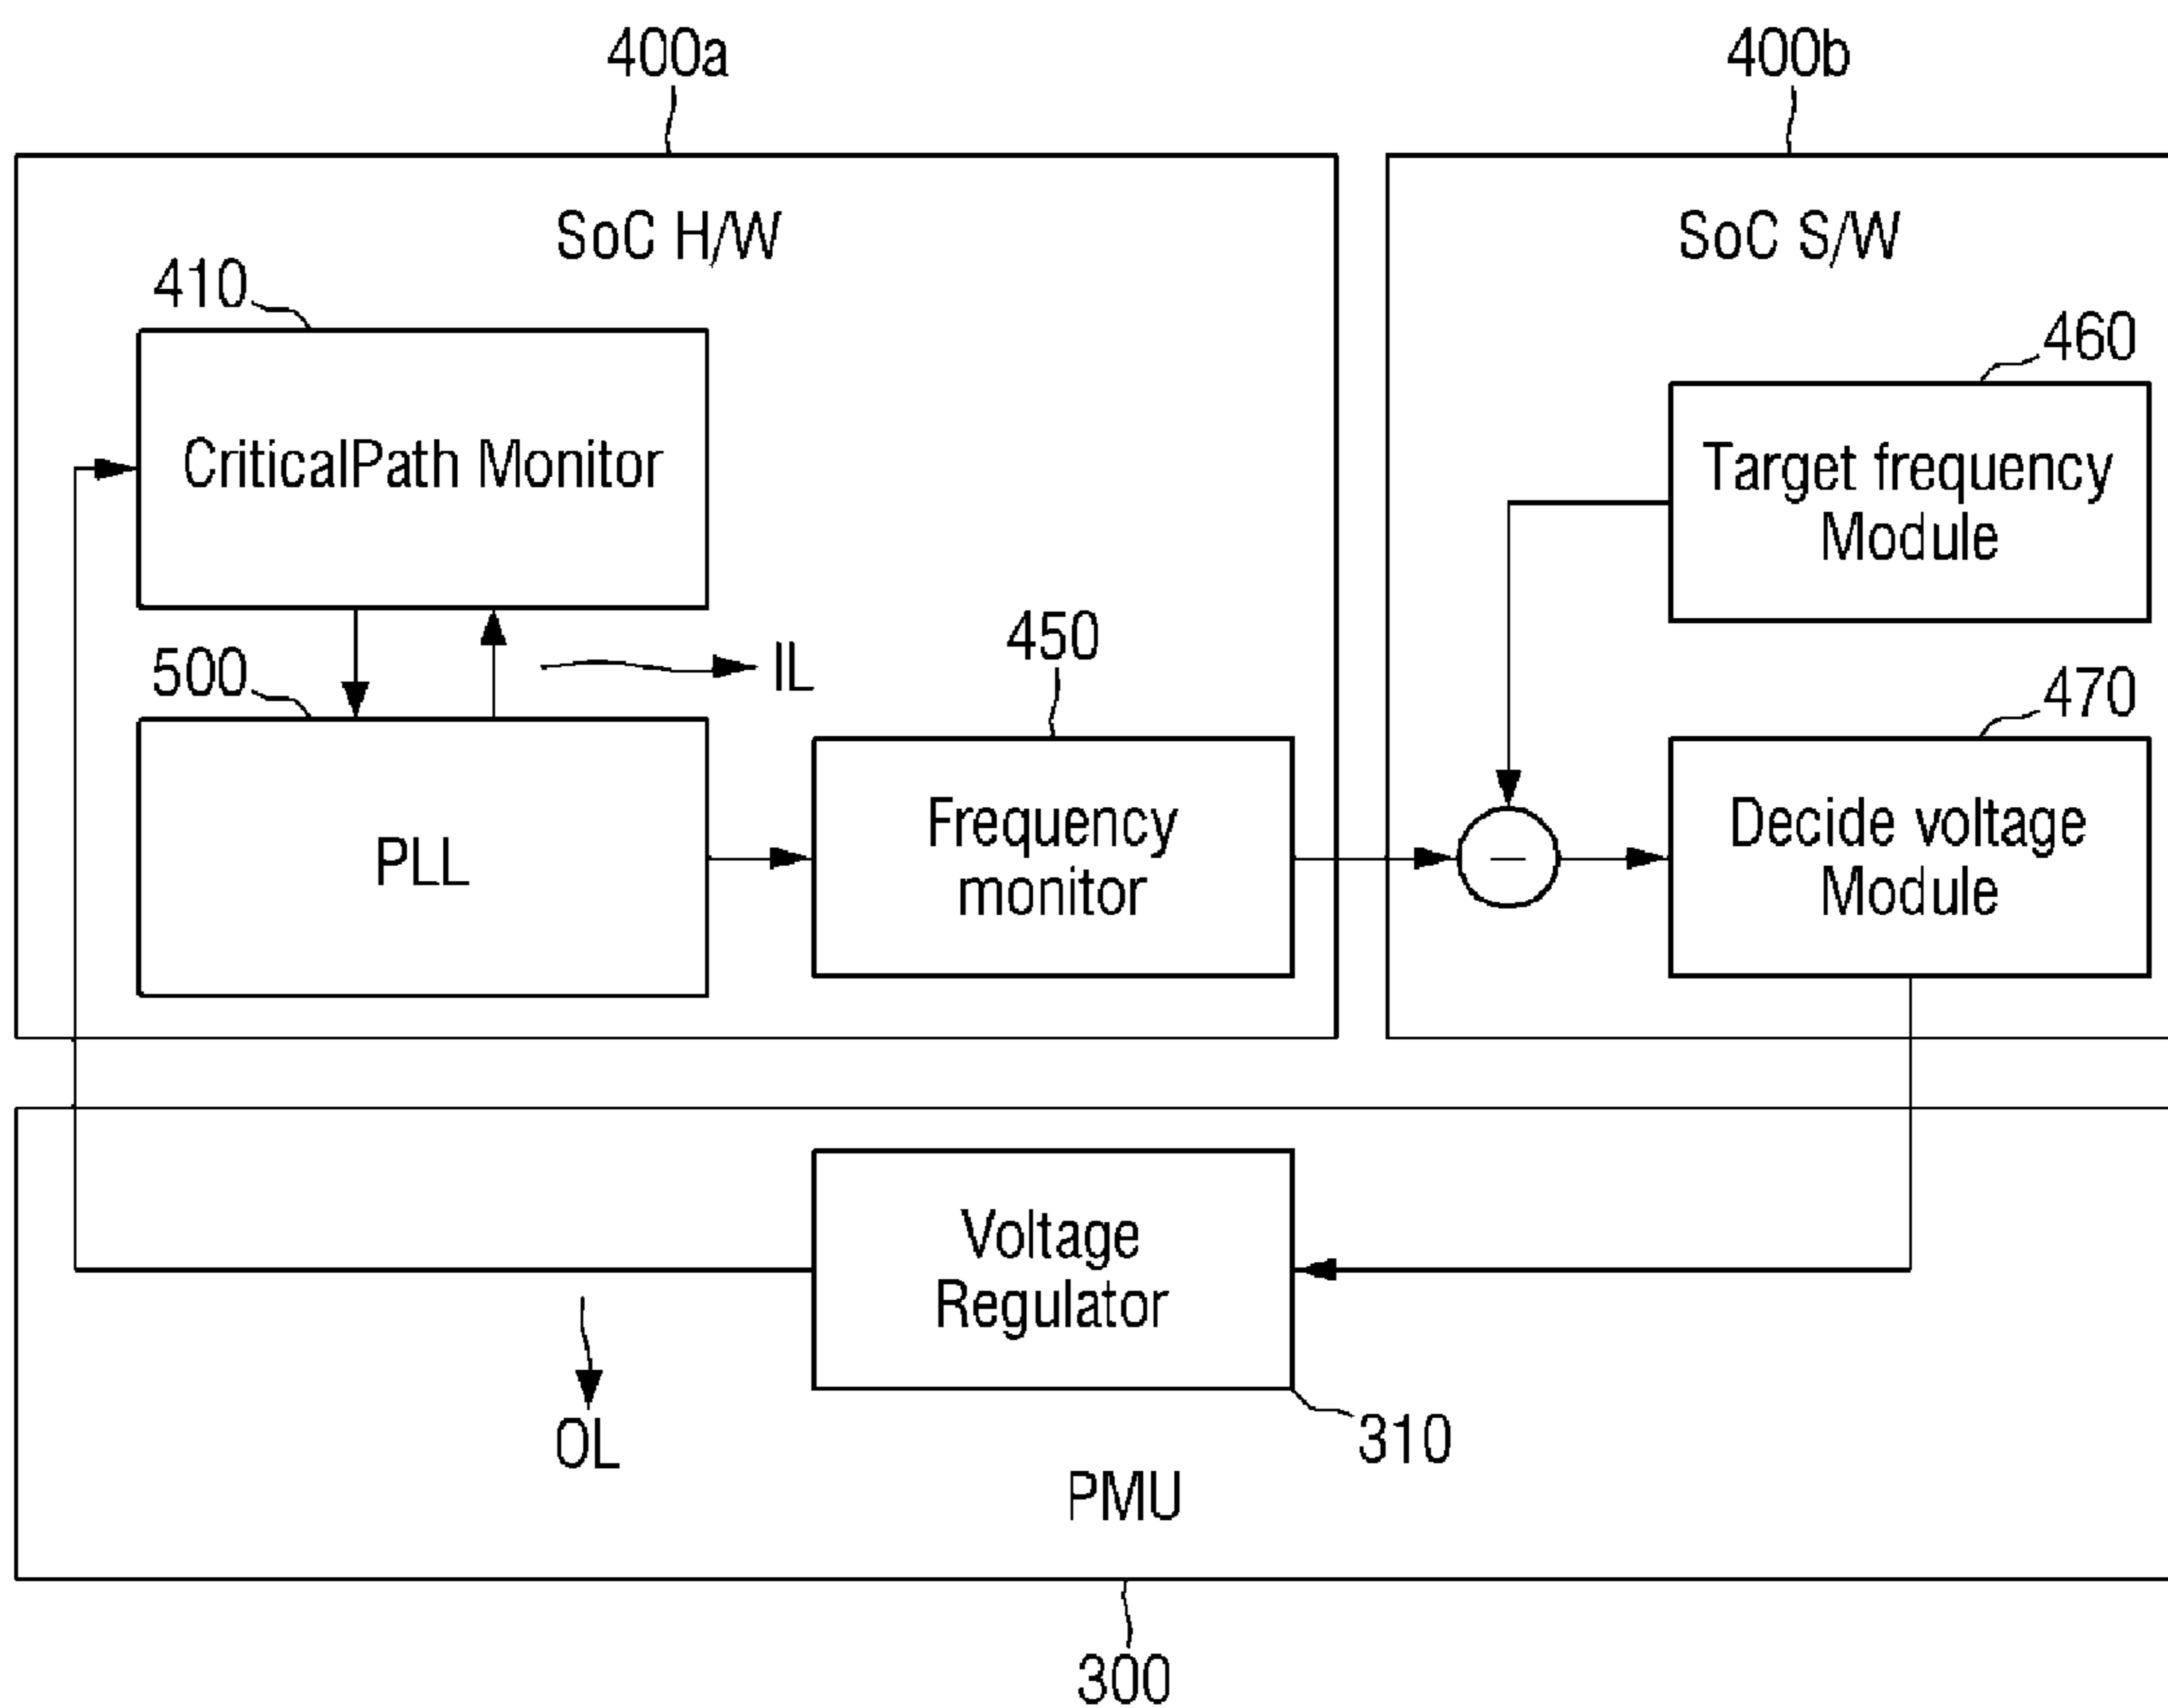 400a
400b
SoC H/W
SoC S/W
410
460
CriticalPath Monitor
Target frequency
Module
500
IL
450
470
PLL
Frequency
monitor
−
Decide voltage
Module
Voltage
Regulator
310
OL
PMU
300